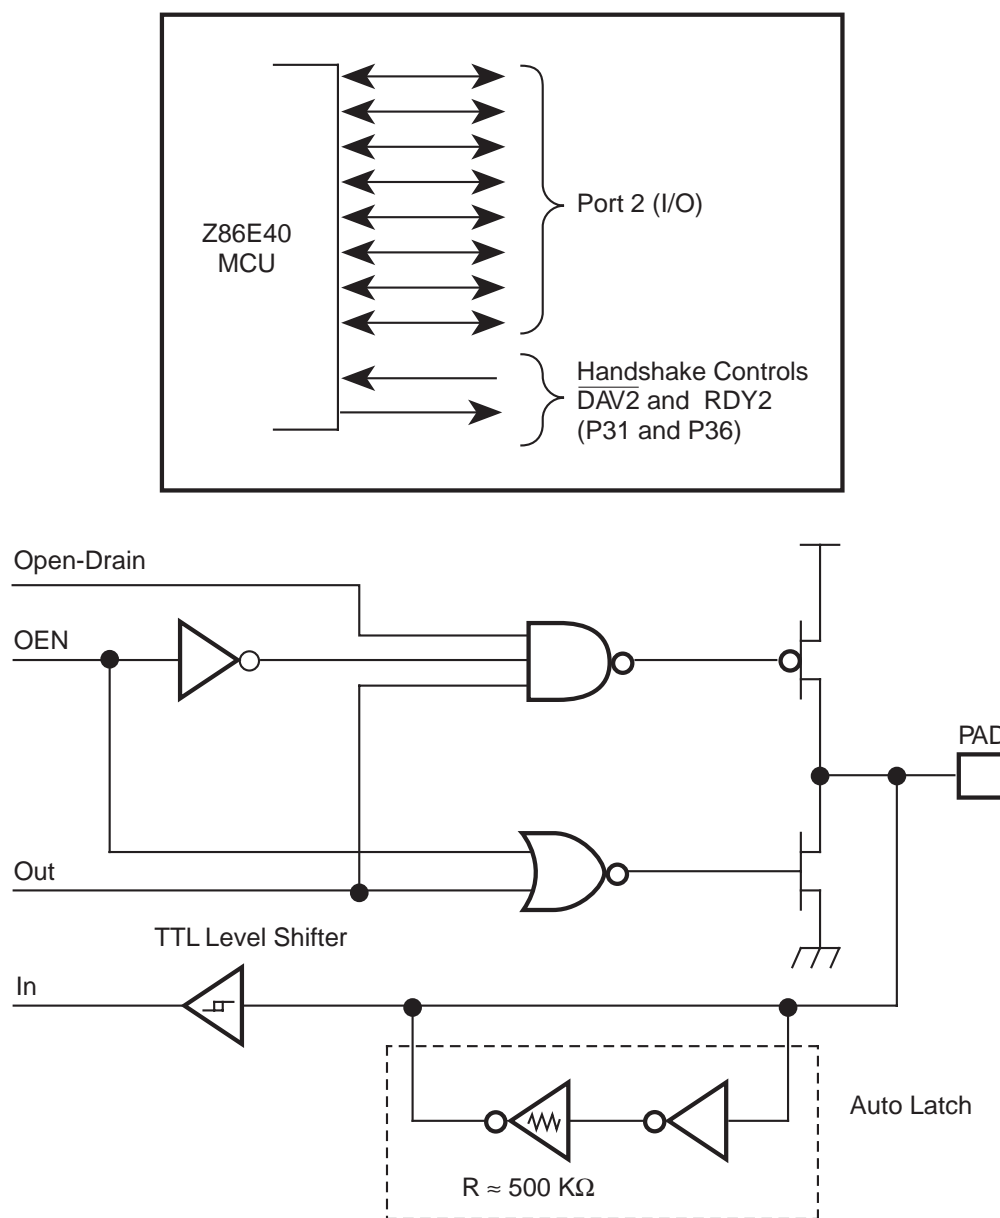 Z86E40
MCU
Port 2 (I/O)
Handshake Controls
D̅A̅V̅2̅ and RDY2
(P31 and P36)
Open-Drain
OEN
PAD
Out
TTL Level Shifter
In
Auto Latch
R ≈ 500 KΩ